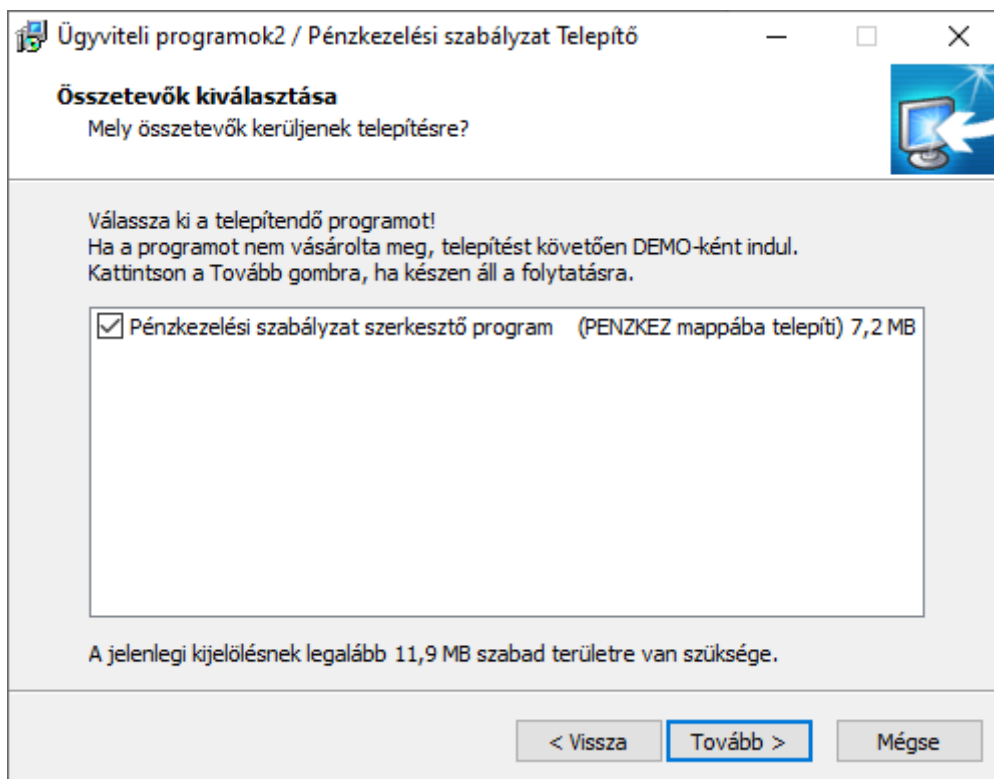 Ügyviteli programok2 / Pénzkezelési szabályzat Telepítő
Összetevők kiválasztása
Mely összetevők kerüljenek telepítésre?
Válassza ki a telepítendő programot!
Ha a programot nem vásárolta meg, telepítést követően DEMO-ként indul.
Kattintson a Tovább gombra, ha készen áll a folytatásra.
Pénzkezelési szabályzat szerkesztő program (PENZKEZ mappába telepíti) 7,2 MB
A jelenlegi kijelölésnek legalább 11,9 MB szabad területre van szüksége.
< Vissza Tovább > Mégse